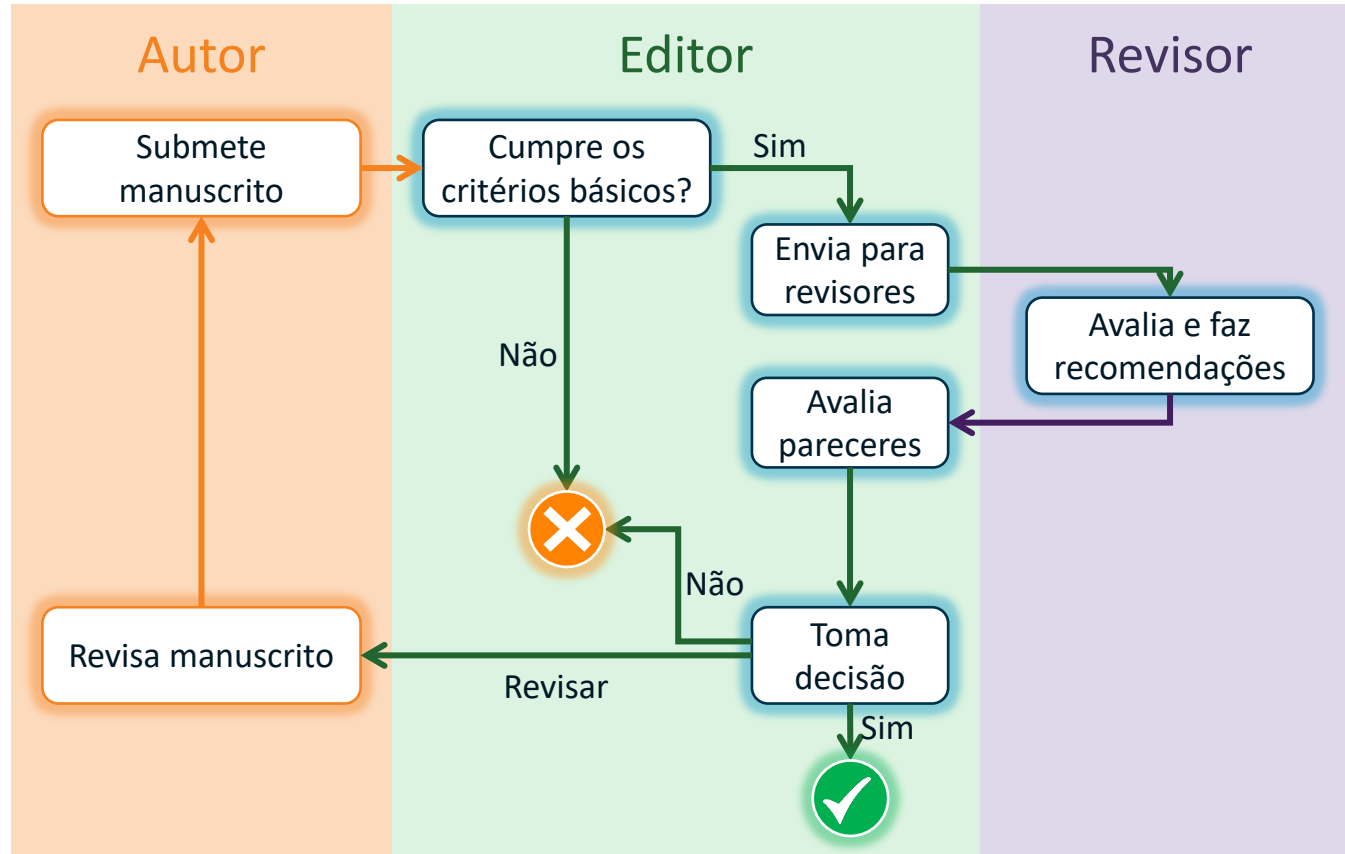 Autor
Editor
Revisor
Submete
manuscrito
Cumpre os
critérios básicos?
Sim
Envia para
revisores
Avalia e faz
recomendações
Não
Avalia
pareceres
Não
Toma
decisão
Revisa manuscrito
Revisar
Sim